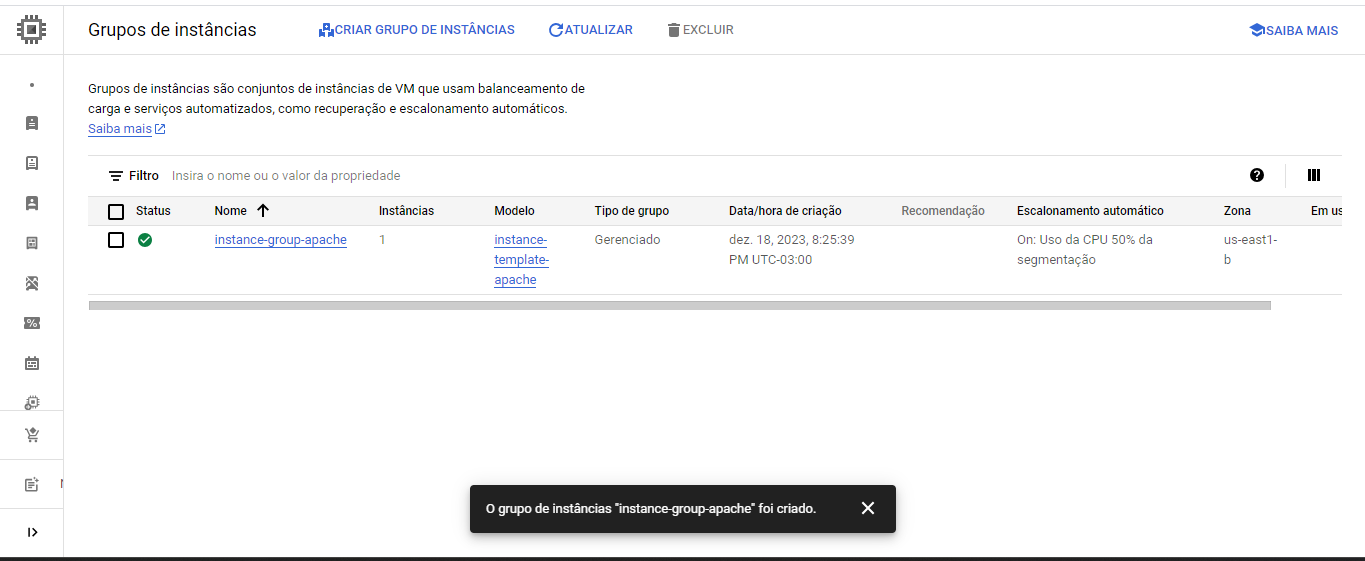 Grupos de instâncias
CRIAR GRUPO DE INSTÂNCIAS
ATUALIZAR
EXCLUIR
SAIBA MAIS
Grupos de instâncias são conjuntos de instâncias de VM que usam balanceamento de
carga e serviços automatizados, como recuperação e escalonamento automáticos.
Saiba mais
Filtro Insira o nome ou o valor da propriedade
Status Nome Instâncias Modelo Tipo de grupo Data/hora de criação Recomendação Escalonamento automático Zona Em us
instance-group-apache 1 instance- Gerenciado dez. 18, 2023, 8:25:39 On: Uso da CPU 50% da us-east1-
template- PM UTC-03:00 segmentação b
apache
O grupo de instâncias "instance-group-apache" foi criado.